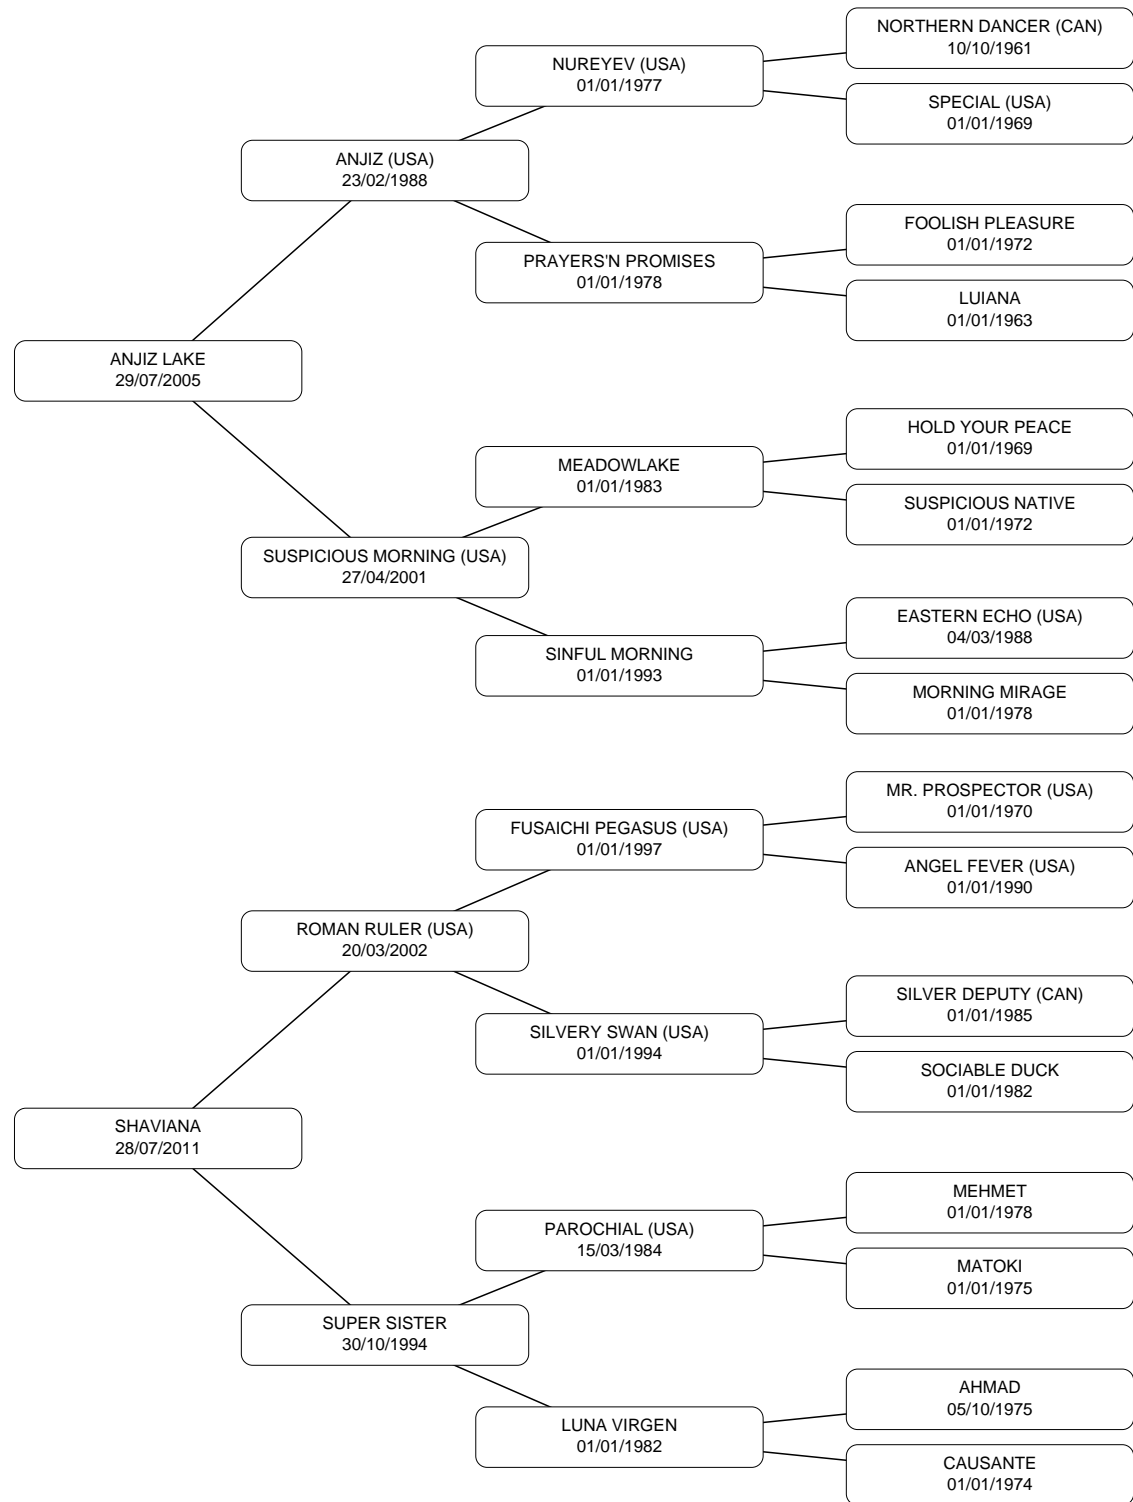 NORTHERN DANCER (CAN)
10/10/1961
NUREYEV (USA)
01/01/1977
SPECIAL (USA)
01/01/1969
ANJIZ (USA)
23/02/1988
FOOLISH PLEASURE
01/01/1972
PRAYERS'N PROMISES
01/01/1978
LUIANA
01/01/1963
ANJIZ LAKE
29/07/2005
HOLD YOUR PEACE
01/01/1969
MEADOWLAKE
01/01/1983
SUSPICIOUS NATIVE
01/01/1972
SUSPICIOUS MORNING (USA)
27/04/2001
EASTERN ECHO (USA)
04/03/1988
SINFUL MORNING
01/01/1993
MORNING MIRAGE
01/01/1978
MR. PROSPECTOR (USA)
01/01/1970
FUSAICHI PEGASUS (USA)
01/01/1997
ANGEL FEVER (USA)
01/01/1990
ROMAN RULER (USA)
20/03/2002
SILVER DEPUTY (CAN)
01/01/1985
SILVERY SWAN (USA)
01/01/1994
SOCIABLE DUCK
01/01/1982
SHAVIANA
28/07/2011
MEHMET
01/01/1978
PAROCHIAL (USA)
15/03/1984
MATOKI
01/01/1975
SUPER SISTER
30/10/1994
AHMAD
05/10/1975
LUNA VIRGEN
01/01/1982
CAUSANTE
01/01/1974